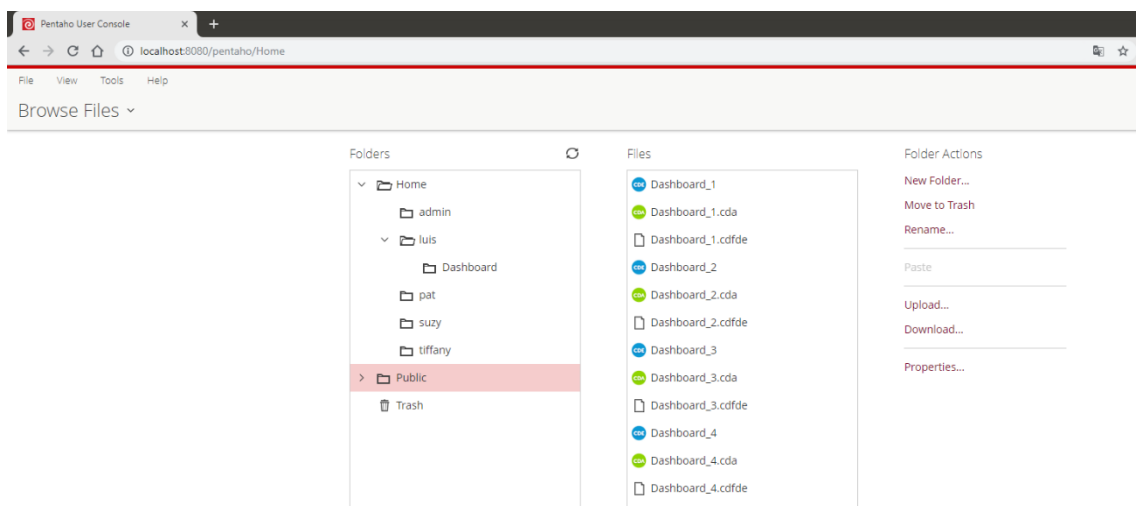 Pentaho User Console
localhost:8080/pentaho/Home
File View Tools Help
Browse Files
Folders
Home
admin
luis
Dashboard
pat
suzy
tiffany
Public
Trash
Files
Dashboard_1
Dashboard_1.cda
Dashboard_1.cdfde
Dashboard_2
Dashboard_2.cda
Dashboard_2.cdfde
Dashboard_3
Dashboard_3.cda
Dashboard_3.cdfde
Dashboard_4
Dashboard_4.cda
Dashboard_4.cdfde
Folder Actions
New Folder...
Move to Trash
Rename...
Paste
Upload...
Download...
Properties...